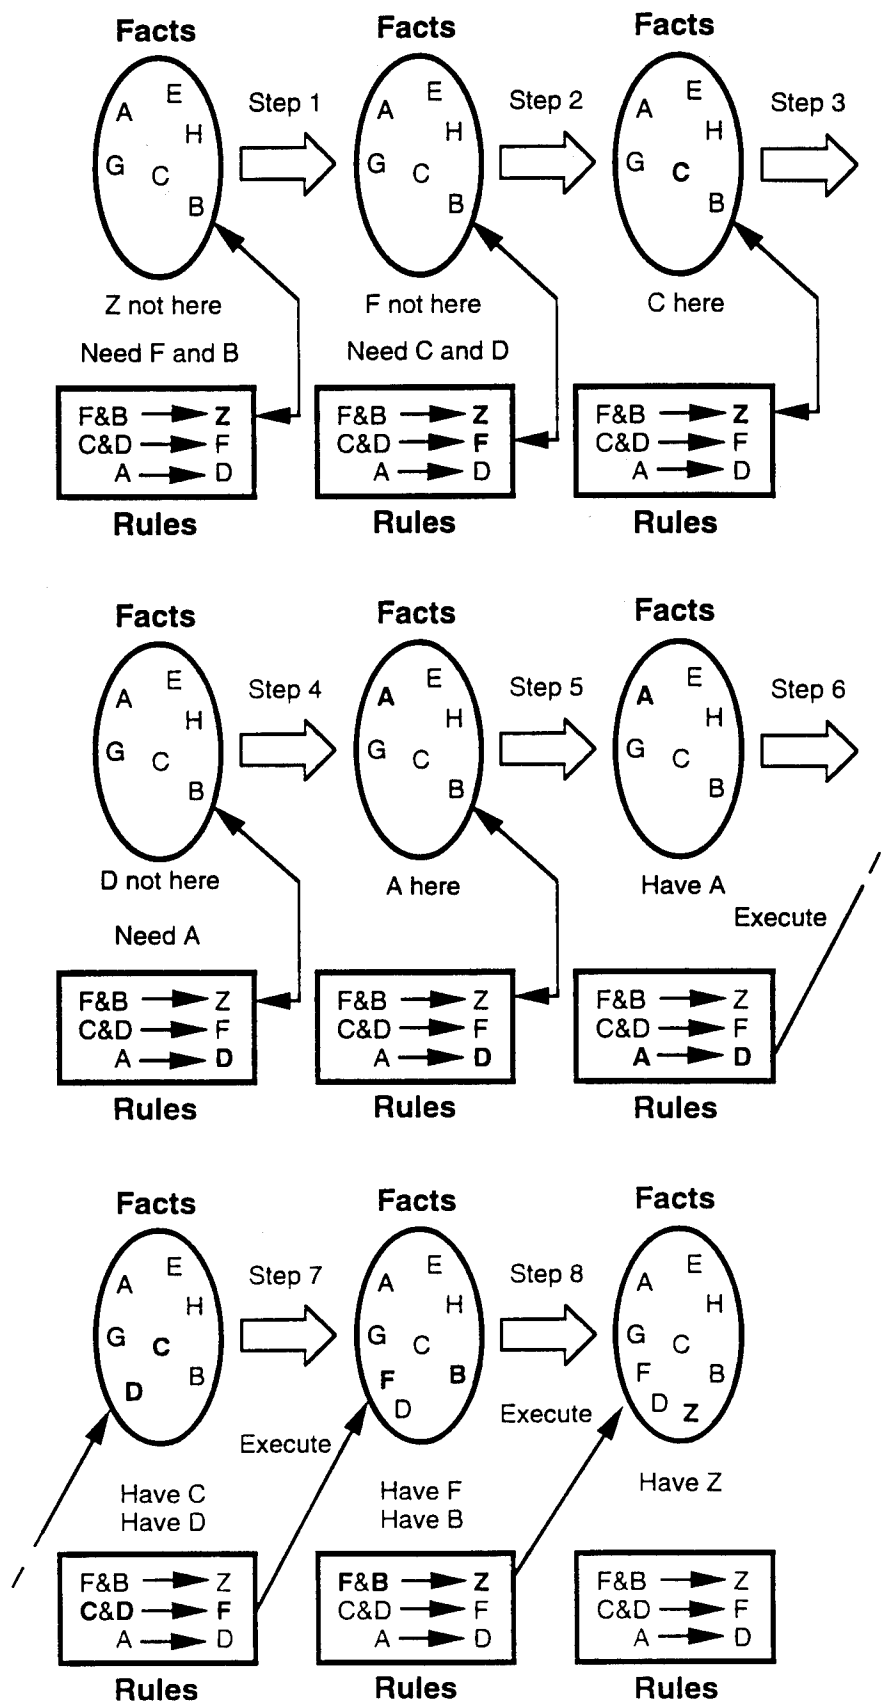 Facts Facts Facts
E E E
A Step 1 A Step 2 A Step 3
H H H
G C G C G C
B B B
Z not here F not here C here
Need F and B Need C and D
F&B Z F&B Z F&B Z
C&D F C&D F C&D F
A D A D A D
Rules Rules Rules
Facts Facts Facts
E E E
A Step 4 A Step 5 A Step 6
H H H
G C G C G C
B B B
D not here A here Have A
Need A Execute
F&B Z F&B Z F&B Z
C&D F C&D F C&D F
A D A D A D
Rules Rules Rules
Facts Facts Facts
E E E
A Step 7 A Step 8 A
H H H
G C G C G C
D B F B F B
D D Z
Execute Execute
Have C Have F Have Z
Have D Have B
F&B Z F&B Z F&B Z
C&D F C&D F C&D F
A D A D A D
Rules Rules Rules